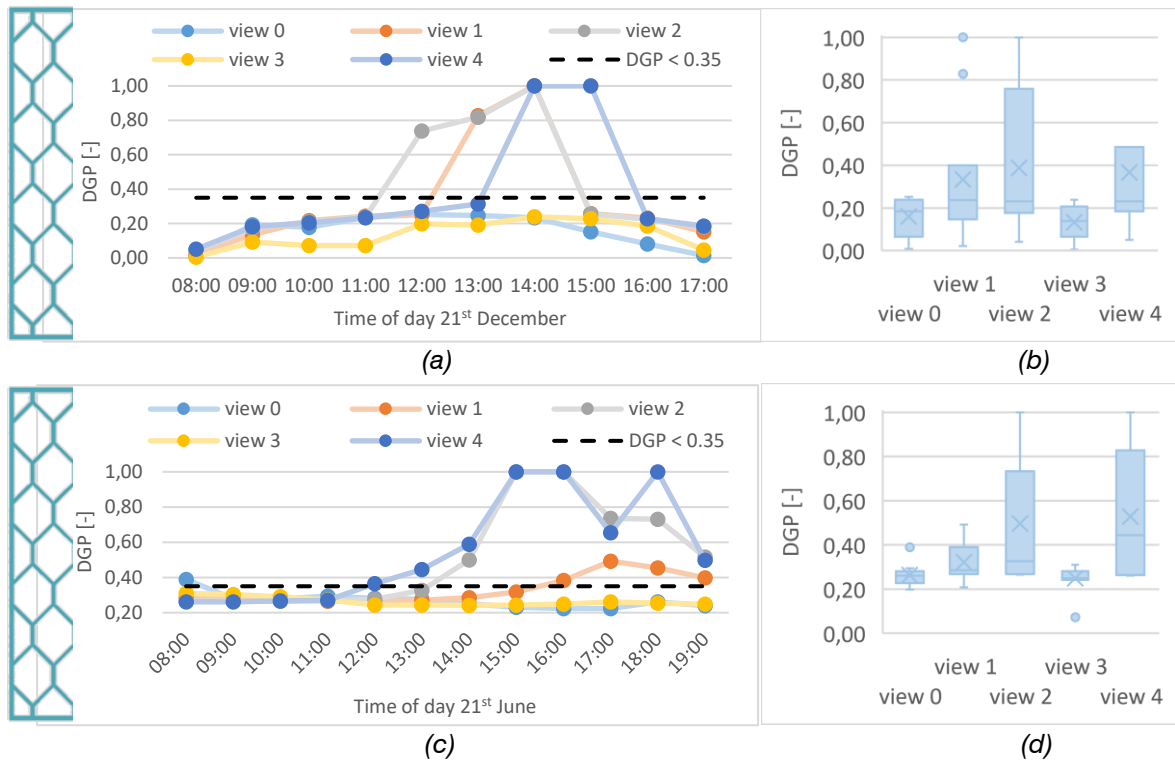 view 0 view 1 view 2
view 3 view 4 DGP < 0.35
1,00
0,80
0,60
0,40
0,20
0,00
DGP [-]
08:00 09:00 10:00 11:00 12:00 13:00 14:00 15:00 16:00 17:00
Time of day 21st December
(a)
1,00
0,80
0,60
0,40
0,20
0,00
DGP [-]
view 1 view 3
view 0 view 2 view 4
(b)
view 0 view 1 view 2
view 3 view 4 DGP < 0.35
1,00
0,80
0,60
0,40
0,20
DGP [-]
08:00 09:00 10:00 11:00 12:00 13:00 14:00 15:00 16:00 17:00 18:00 19:00
Time of day 21st June
(c)
1,00
0,80
0,60
0,40
0,20
0,00
DGP [-]
view 1 view 3
view 0 view 2 view 4
(d)